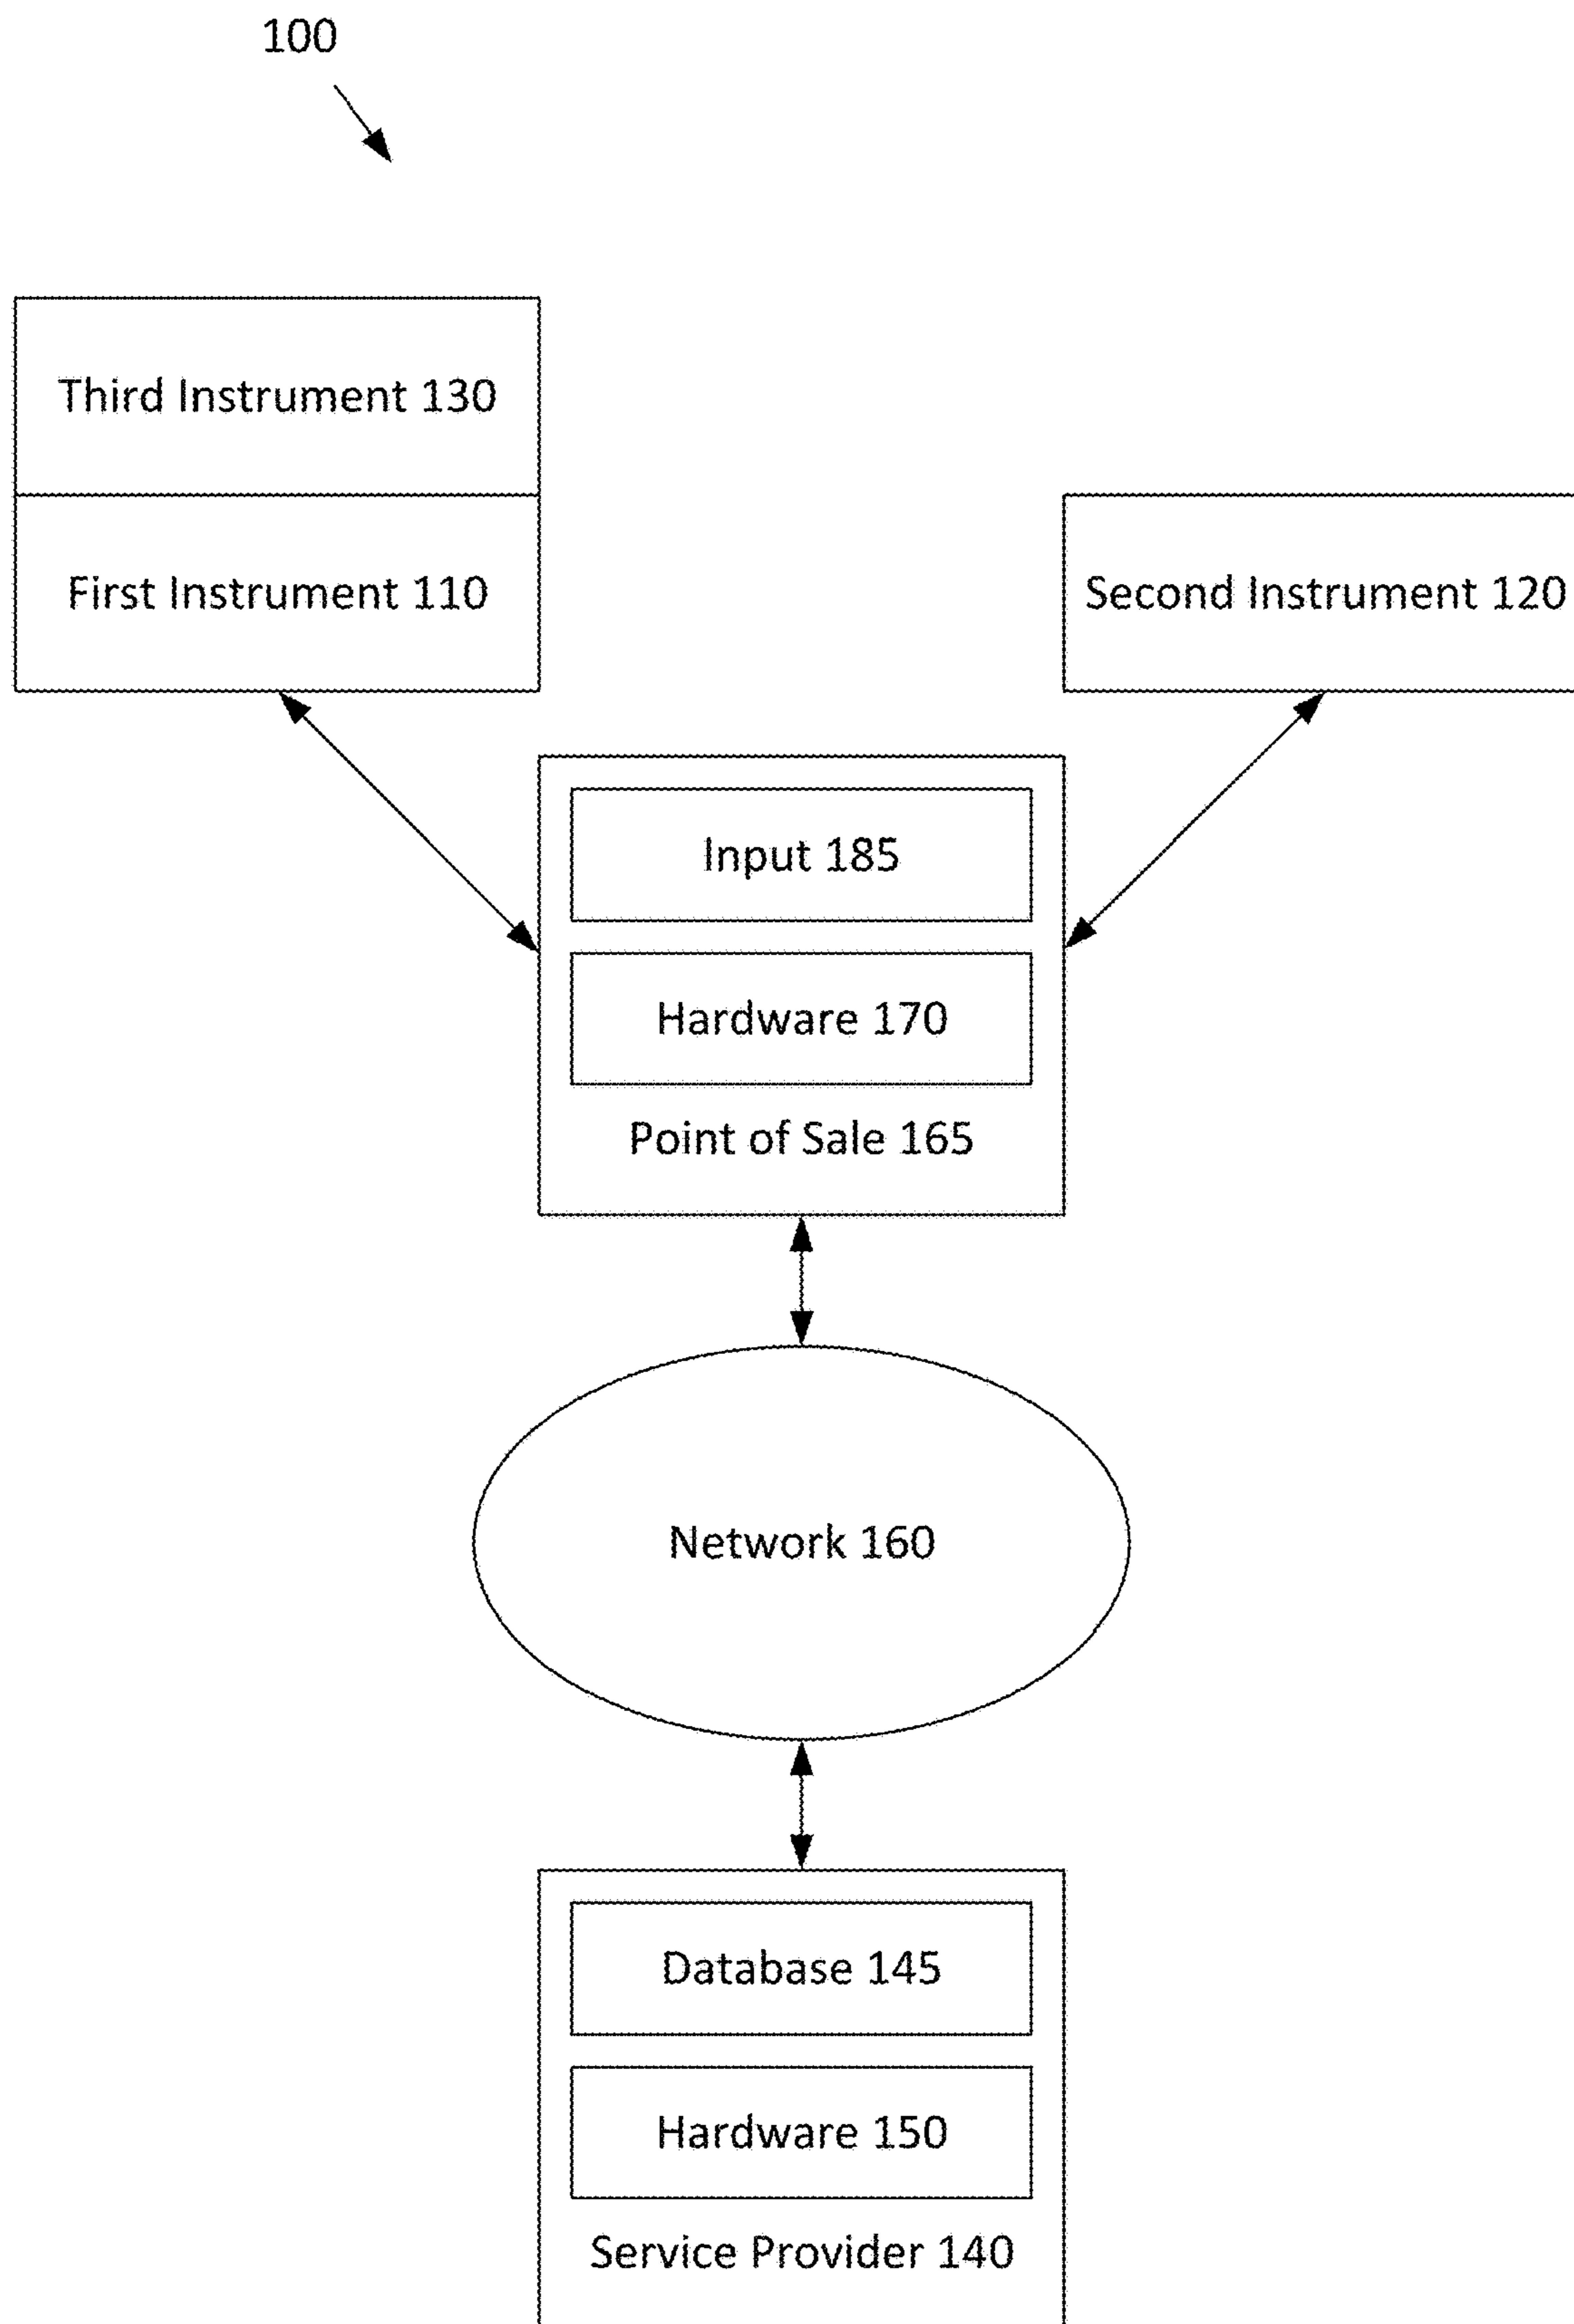 100
Third Instrument 130
First Instrument 110
Second Instrument 120
Input 185
Hardware 170
Point of Sale 165
Network 160
Database 145
Hardware 150
Service Provider 140